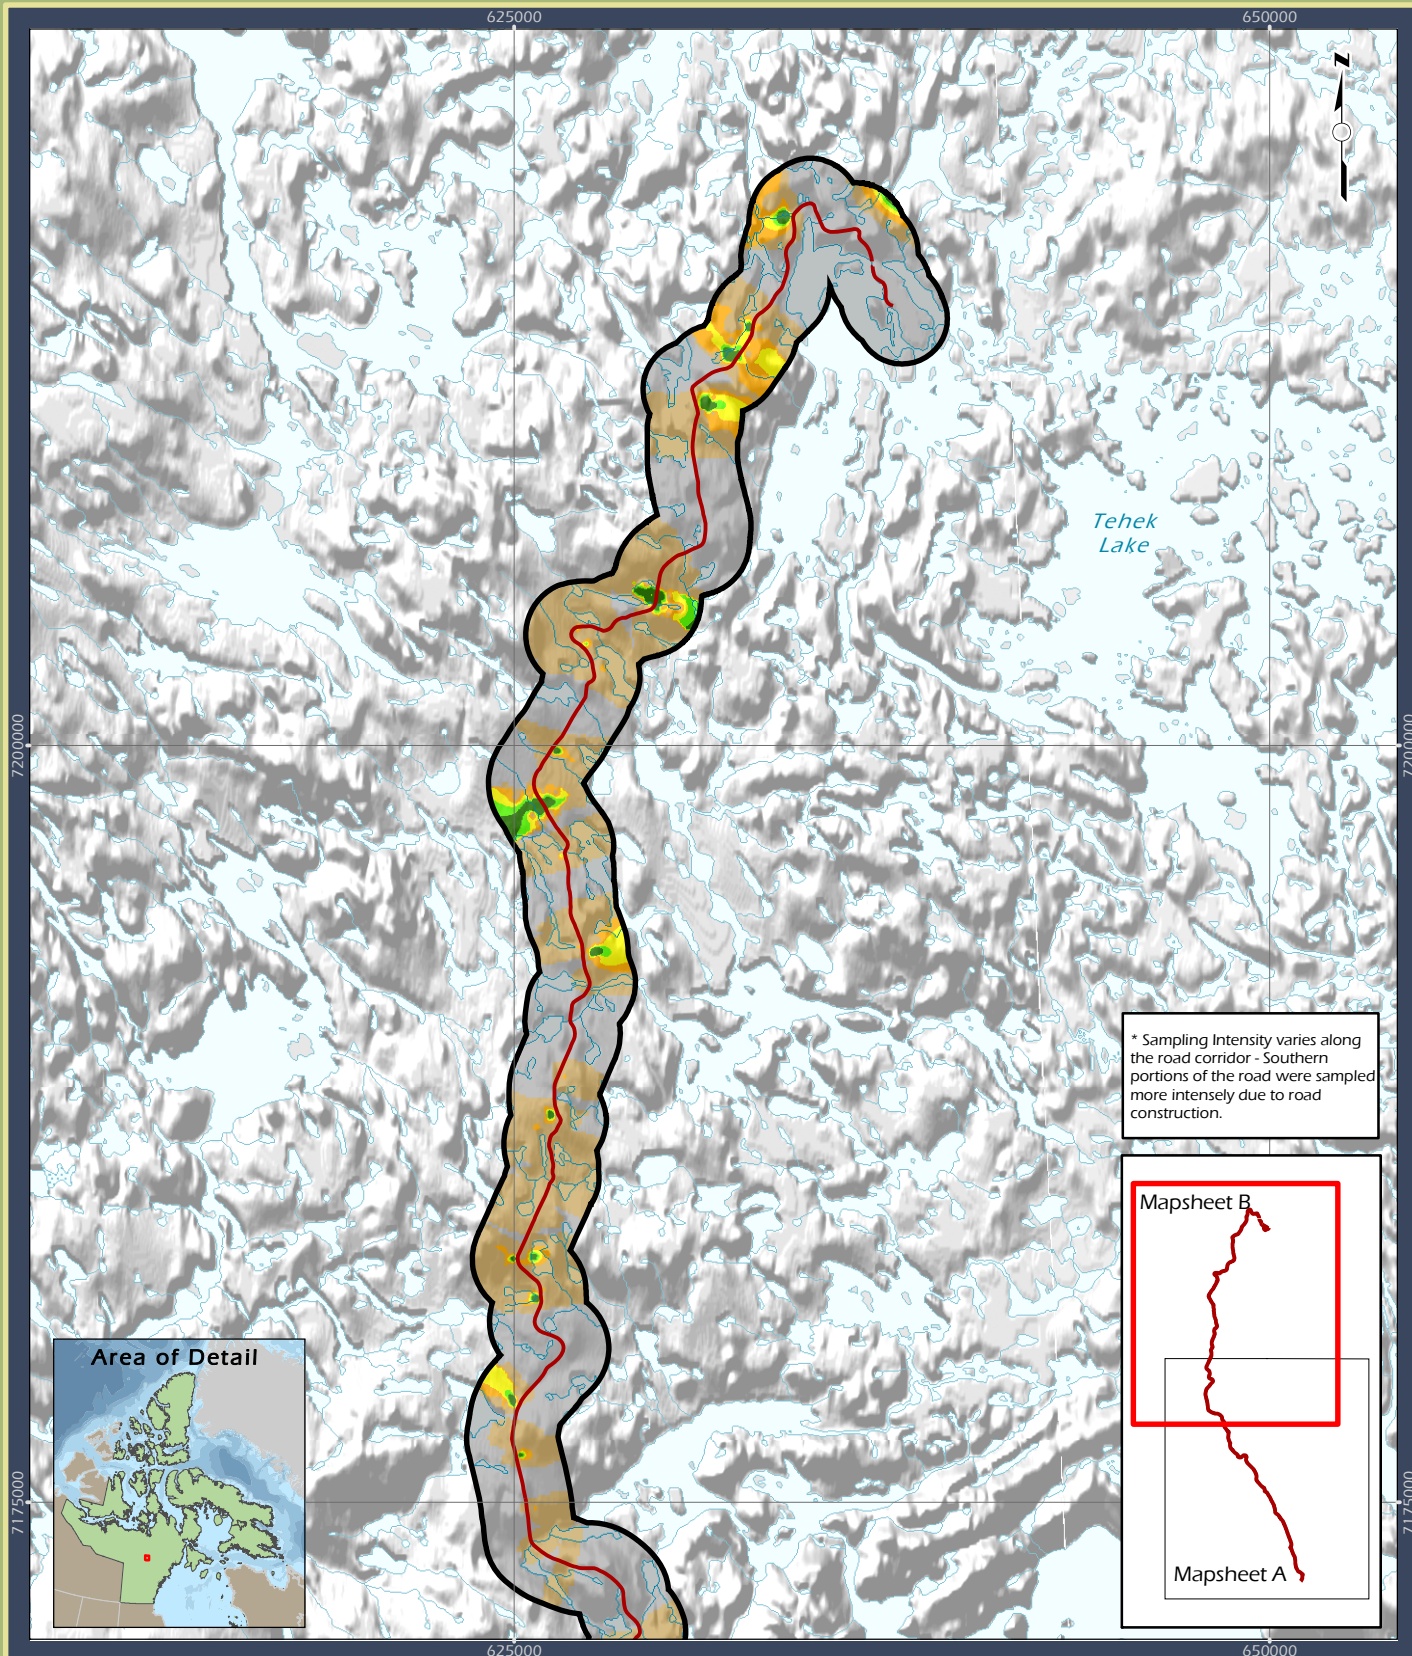 625000
650000
N
Tehek
Lake
7200000
7200000
* Sampling Intensity varies along
the road corridor - Southern
portions of the road were sampled
more intensely due to road
construction.
Mapsheet B
Area of Detail
7175000
7175000
Mapsheet A
625000
650000